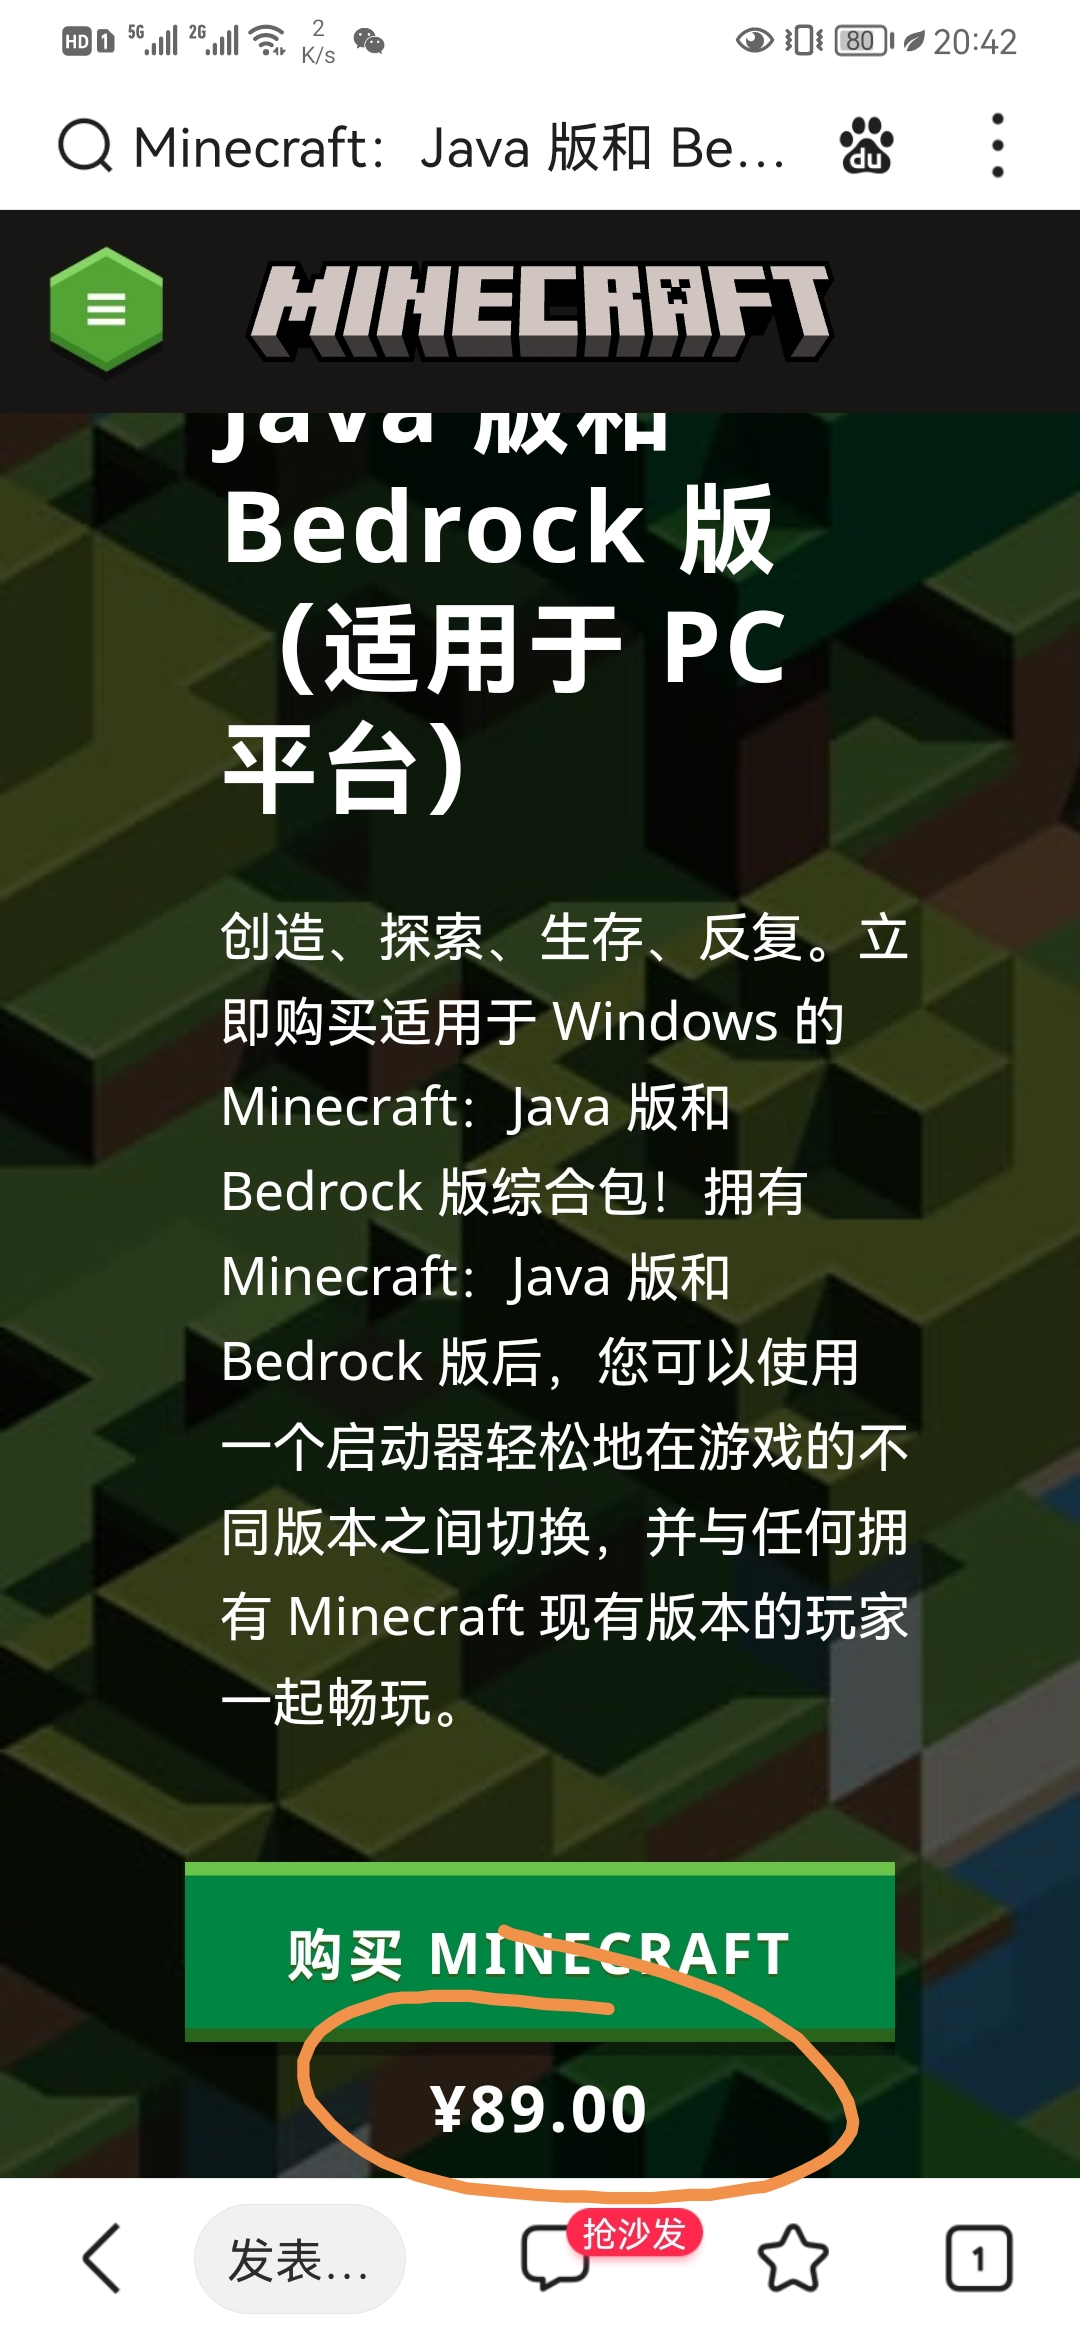 HD 1 5G 2G 2 K/s 80 20:42
Minecraft：Java 版和 Be...
du
MINECRAFT
Java 版和
Bedrock 版
（适用于 PC
平台）
创造、探索、生存、反复。立
即购买适用于 Windows 的
Minecraft：Java 版和
Bedrock 版综合包！拥有
Minecraft：Java 版和
Bedrock 版后，您可以使用
一个启动器轻松地在游戏的不
同版本之间切换，并与任何拥
有 Minecraft 现有版本的玩家
一起畅玩。
购买 MINECRAFT
¥89.00
发表...
抢沙发
1